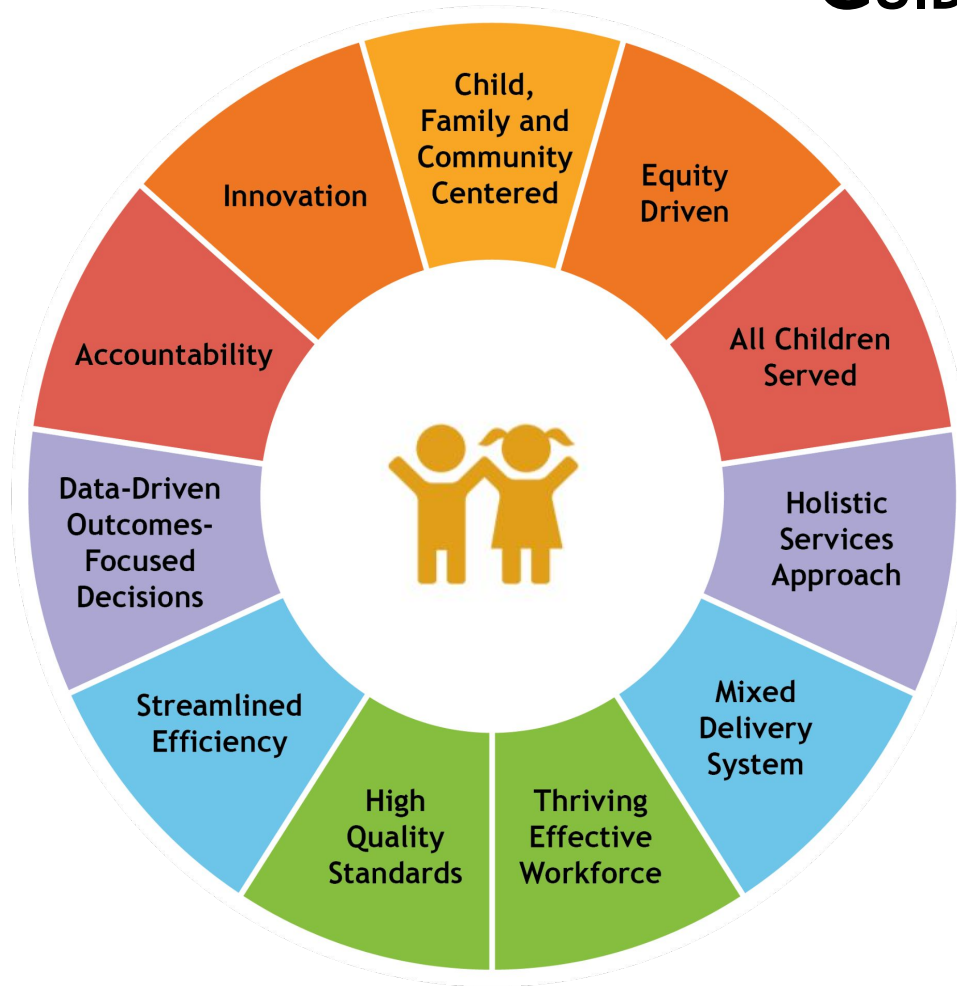 Child,
Family and
Community
Centered
Equity
Driven
All Children
Served
Holistic
Services
Approach
Mixed
Delivery
System
Thriving
Effective
Workforce
High
Quality
Standards
Streamlined
Efficiency
Data-Driven
Outcomes-
Focused
Decisions
Accountability
Innovation